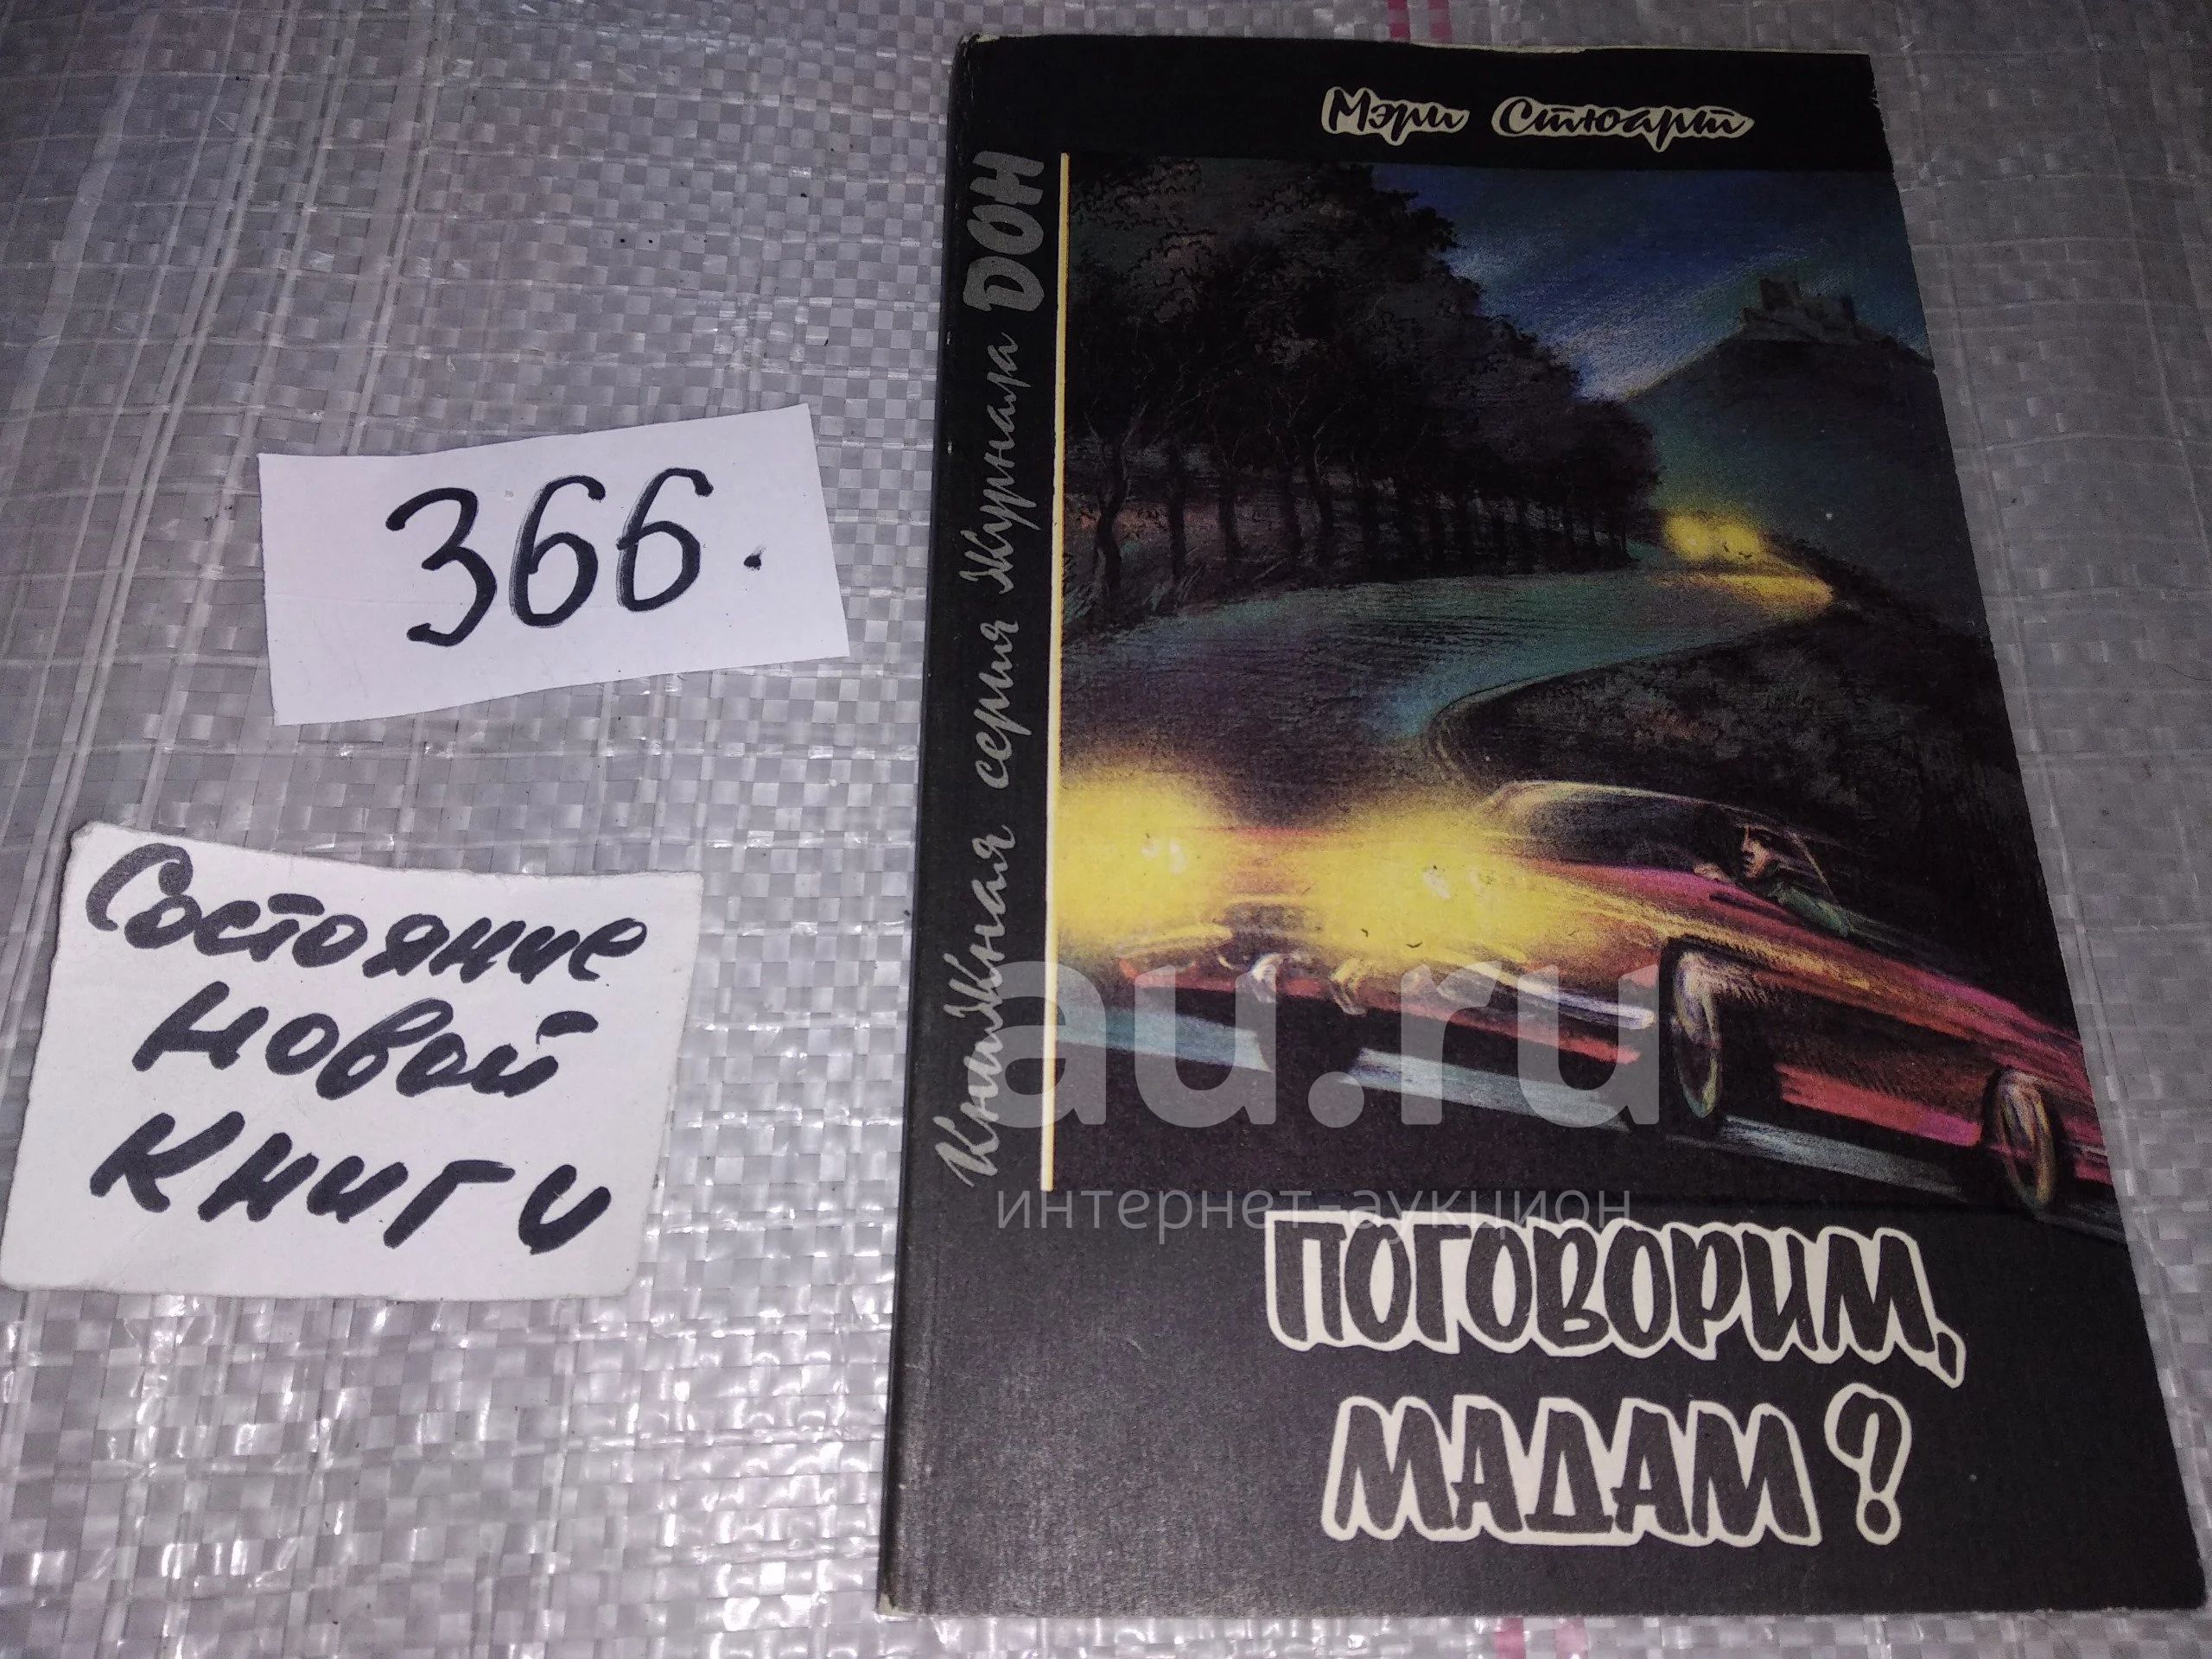 Мэри Стюарт
Книжная серия журнала ДОН
366.
Состояние
новой
книги
au.ru
интернет-аукцион
ПОГОВОРИМ,
МАДАМ?